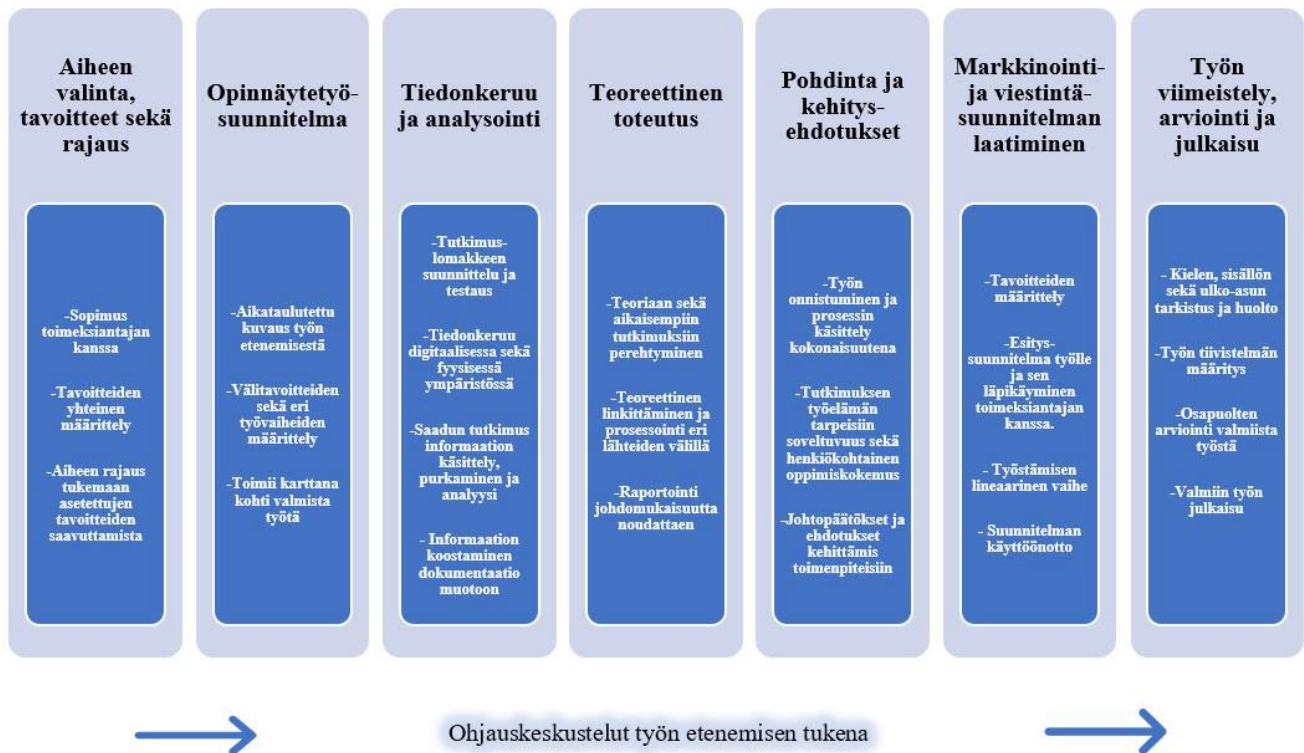 Aiheen
valinta,
tavoitteet sekä
rajaus
-Sopimus
toimeksiantajan
kanssa
-Tavoitteiden
yhteinen
määrittely
-Aiheen rajaus
tukemaan
asetettujen
tavoitteiden
saavuttamista
Opinnäytetyö-
suunnitelma
-Aikataulutettu
kuvaus työn
etenemisestä
-Välitavoitteiden
sekä eri
työvaiheiden
määrittely
-Toimii karttana
kohti valmista
työtä
Tiedonkeruu
ja analysointi
-Tutkimus-
lomakkeen
suunnittelu ja
testaus
-Tiedonkeruu
digitaalisessa sekä
fyysisessä
ympäristössä
-Saadun tutkimus
informaation
käsittely,
purkaminen ja
analyysi
- Informaation
koostaminen
dokumentaatio
muotoon
Teoreettinen
toteutus
-Teoriaan sekä
aikaisempiin
tutkimuksiin
perehtyminen
-Teoreettinen
linkittäminen ja
prosessointi eri
lähteiden välillä
-Raportointi
johdomukaisuutta
noudattaen
Pohdinta ja
kehitys-
ehdotukset
-Työn
onnistuminen ja
prosessin
käsittely
kokonaisuutena
-Tutkimuksen
työelämän
tarpeisiin
soveltuvuus sekä
henkiökohtainen
oppimiskokemus
-Johtopäätökset ja
ehdotukset
kehittämis
toimenpiteisiin
Markkinointi-
ja viestintä-
suunnitelman
laatiminen
-Tavoitteiden
määrittely
-Esitys-
suunnitelma työlle
ja sen
läpikäyminen
toimeksiantajan
kanssa.
- Työstämisen
lineaarinen vaihe
- Suunnitelman
käyttöönotto
Työn
viimeistely,
arviointi ja
julkaisu
- Kielen, sisällön
sekä ulko-asun
tarkistus ja huolto
-Työn tiivistelmän
määritys
-Osapuolten
arviointi valmiista
työstä
-Valmiin työn
julkaisu
Ohjauskeskustelut työn etenemisen tukena